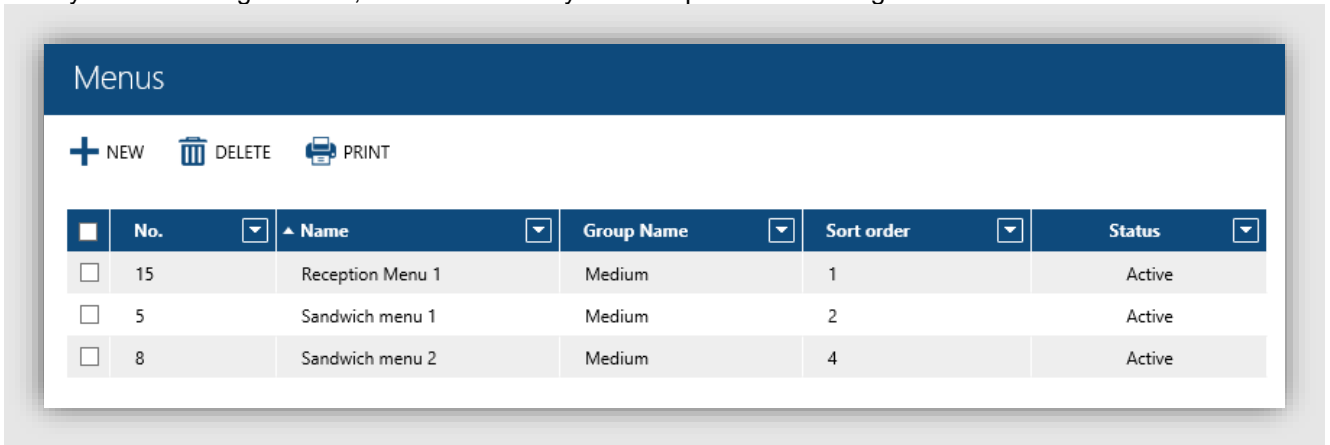 Menus
NEW DELETE PRINT
No. Name Group Name Sort order Status
15 Reception Menu 1 Medium 1 Active
5 Sandwich menu 1 Medium 2 Active
8 Sandwich menu 2 Medium 4 Active